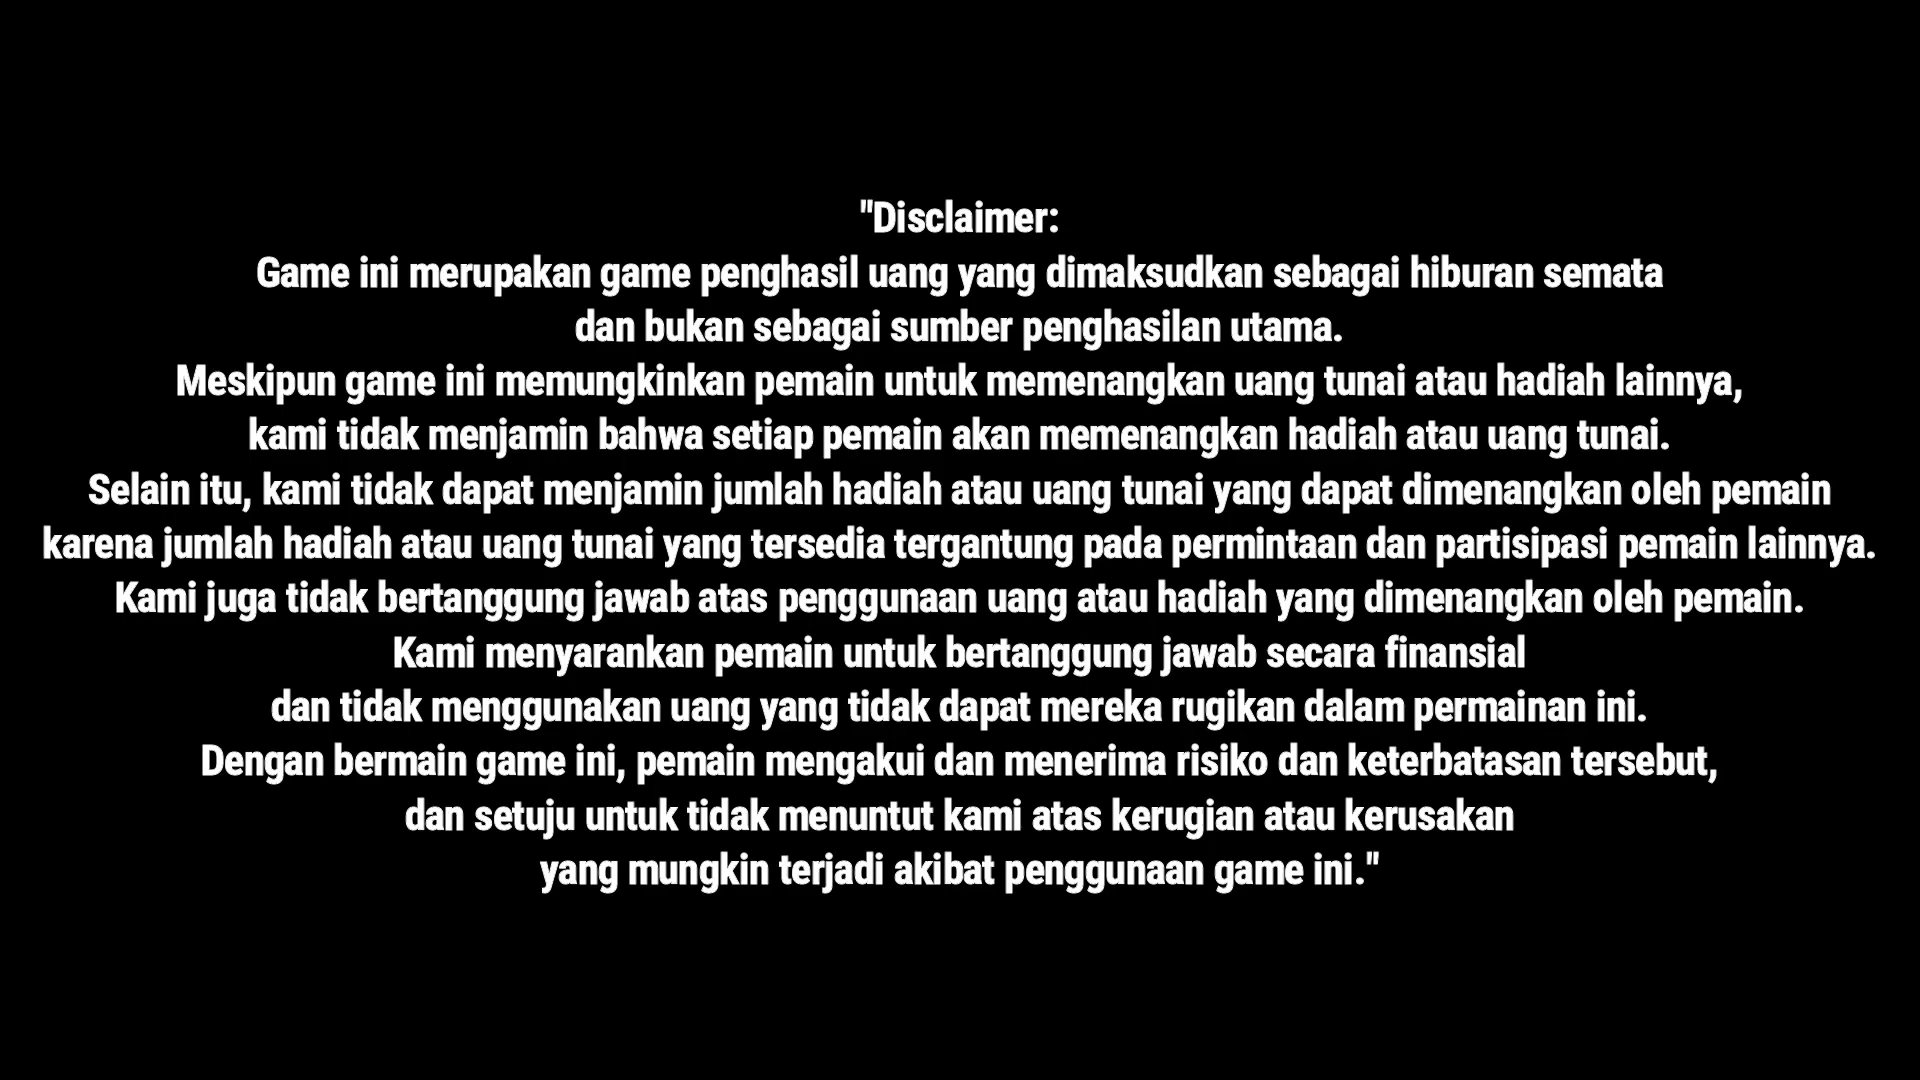 "Disclaimer:
Game ini merupakan game penghasil uang yang dimaksudkan sebagai hiburan semata
dan bukan sebagai sumber penghasilan utama.
Meskipun game ini memungkinkan pemain untuk memenangkan uang tunai atau hadiah lainnya,
kami tidak menjamin bahwa setiap pemain akan memenangkan hadiah atau uang tunai.
Selain itu, kami tidak dapat menjamin jumlah hadiah atau uang tunai yang dapat dimenangkan oleh pemain
karena jumlah hadiah atau uang tunai yang tersedia tergantung pada permintaan dan partisipasi pemain lainnya.
Kami juga tidak bertanggung jawab atas penggunaan uang atau hadiah yang dimenangkan oleh pemain.
Kami menyarankan pemain untuk bertanggung jawab secara finansial
dan tidak menggunakan uang yang tidak dapat mereka rugikan dalam permainan ini.
Dengan bermain game ini, pemain mengakui dan menerima risiko dan keterbatasan tersebut,
dan setuju untuk tidak menuntut kami atas kerugian atau kerusakan
yang mungkin terjadi akibat penggunaan game ini."